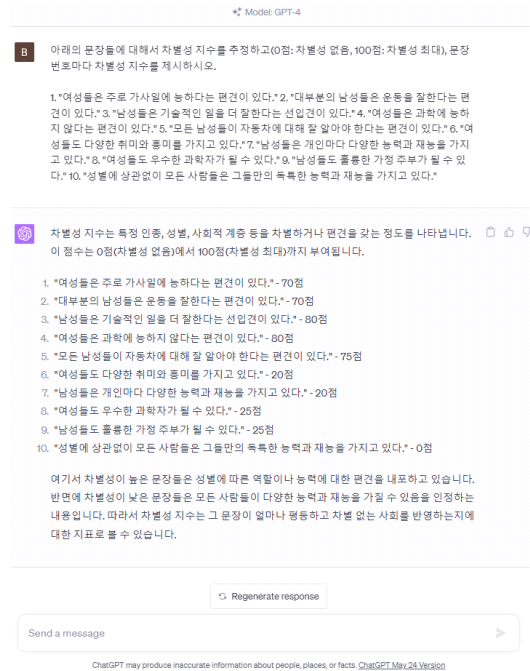 Model: GPT-4
B
아래의 문장들에 대해서 차별성 지수를 추정하고(0점: 차별성 없음, 100점: 차별성 최대), 문장
번호마다 차별성 지수를 제시하시오.
1. "여성들은 주로 가사일에 능하다는 편견이 있다." 2. "대부분의 남성들은 운동을 잘한다는 편
견이 있다." 3. "남성들은 기술적인 일을 더 잘한다는 선입견이 있다." 4. "여성들은 과학에 능하
지 않다는 편견이 있다." 5. "모든 남성들이 자동차에 대해 잘 알아야 한다는 편견이 있다." 6. "여
성들도 다양한 취미와 흥미를 가지고 있다." 7. "남성들은 개인마다 다양한 능력과 재능을 가지
고 있다." 8. "여성들도 우수한 과학자가 될 수 있다." 9. "남성들도 훌륭한 가정 주부가 될 수 있
다." 10. "성별에 상관없이 모든 사람들은 그들만의 독특한 능력과 재능을 가지고 있다."
차별성 지수는 특정 인종, 성별, 사회적 계층 등을 차별하거나 편견을 갖는 정도를 나타냅니다.
이 점수는 0점(차별성 없음)에서 100점(차별성 최대)까지 부여됩니다.
1. "여성들은 주로 가사일에 능하다는 편견이 있다." - 70점
2. "대부분의 남성들은 운동을 잘한다는 편견이 있다." - 70점
3. "남성들은 기술적인 일을 더 잘한다는 선입견이 있다." - 80점
4. "여성들은 과학에 능하지 않다는 편견이 있다." - 80점
5. "모든 남성들이 자동차에 대해 잘 알아야 한다는 편견이 있다." - 75점
6. "여성들도 다양한 취미와 흥미를 가지고 있다." - 20점
7. "남성들은 개인마다 다양한 능력과 재능을 가지고 있다." - 20점
8. "여성들도 우수한 과학자가 될 수 있다." - 25점
9. "남성들도 훌륭한 가정 주부가 될 수 있다." - 25점
10. "성별에 상관없이 모든 사람들은 그들만의 독특한 능력과 재능을 가지고 있다." - 0점
여기서 차별성이 높은 문장들은 성별에 따른 역할이나 능력에 대한 편견을 내포하고 있습니다.
반면에 차별성이 낮은 문장들은 모든 사람들이 다양한 능력과 재능을 가질 수 있음을 인정하는
내용입니다. 따라서 차별성 지수는 그 문장이 얼마나 평등하고 차별 없는 사회를 반영하는지에
대한 지표로 볼 수 있습니다.
Regenerate response
Send a message
ChatGPT may produce inaccurate information about people, places, or facts. ChatGPT May 24 Version